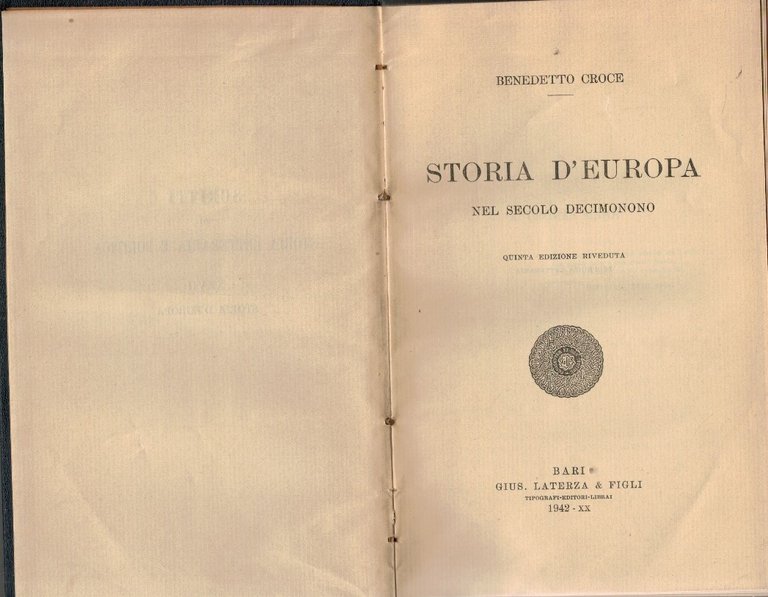 BENEDETTO CROCE
STORIA D'EUROPA
NEL SECOLO DECIMONONO
QUINTA EDIZIONE RIVEDUTA
BARI
GIUS. LATERZA & FIGLI
TIPOGRAFI-EDITORI-LIBRAI
1942 - XX